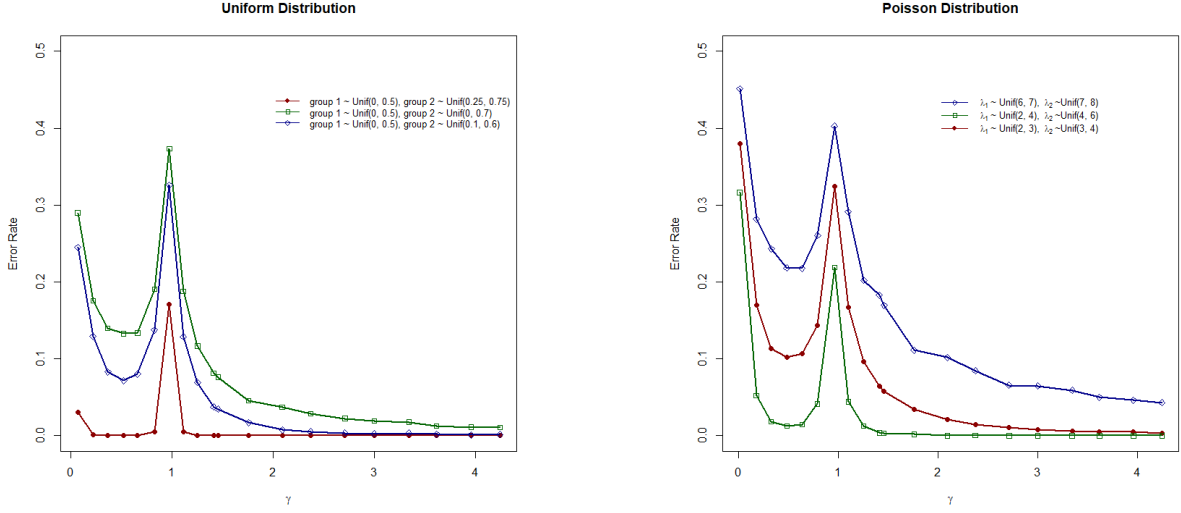 Uniform Distribution
Error Rate
0.5
0.4
0.3
0.2
0.1
0.0
group 1 ~ Unif(0, 0.5), group 2 ~ Unif(0.25, 0.75)
group 1 ~ Unif(0, 0.5), group 2 ~ Unif(0, 0.7)
group 1 ~ Unif(0, 0.5), group 2 ~ Unif(0.1, 0.6)
0 1 2 3 4
γ
Poisson Distribution
Error Rate
0.5
0.4
0.3
0.2
0.1
0.0
λ₁ ~ Unif(6, 7), λ₂ ~Unif(7, 8)
λ₁ ~ Unif(2, 4), λ₂ ~Unif(4, 6)
λ₁ ~ Unif(2, 3), λ₂ ~Unif(3, 4)
0 1 2 3 4
γ